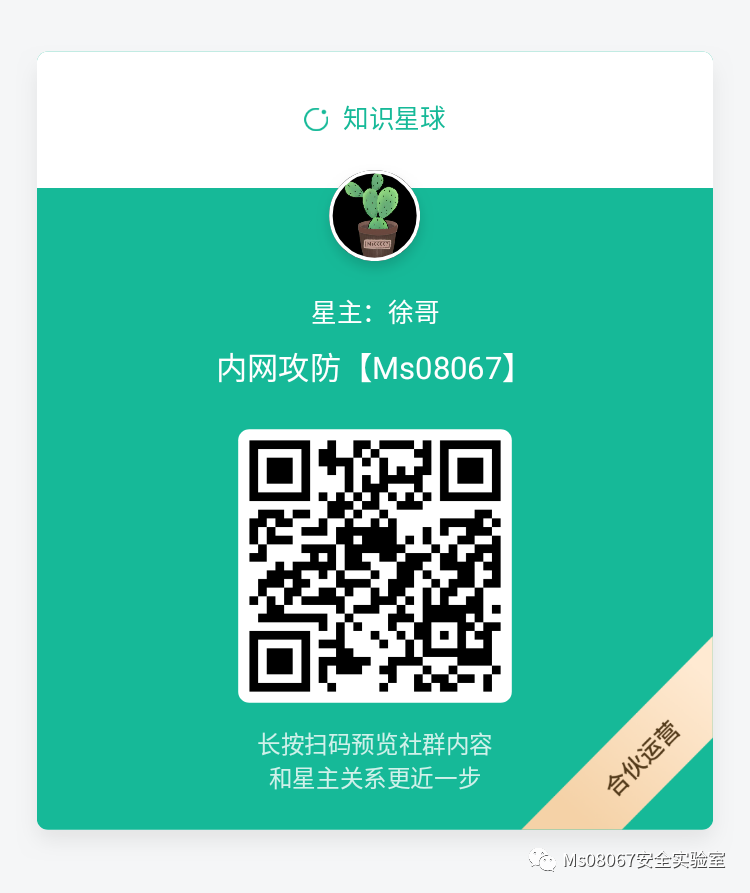 知识星球
星主：徐哥
内网攻防【Ms08067】
长按扫码预览社群内容
和星主关系更近一步
合伙运营
Ms08067安全实验室